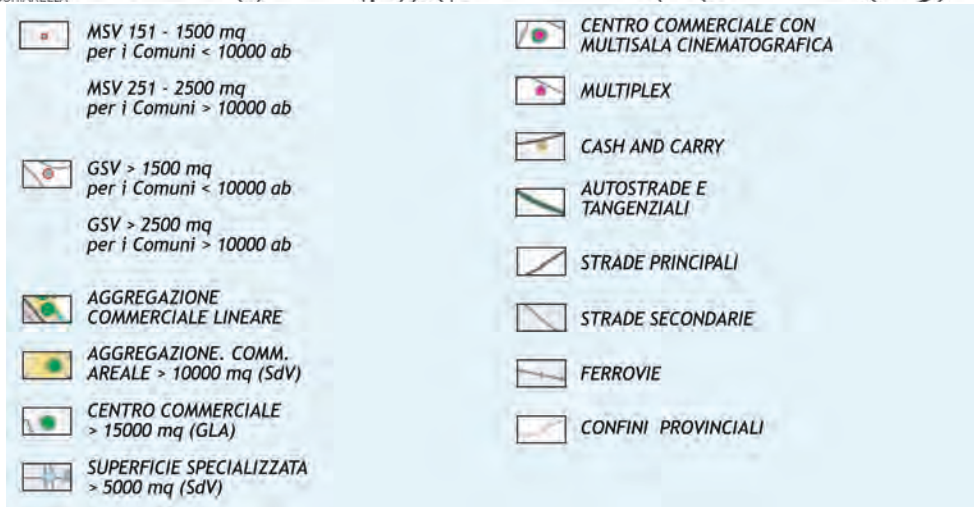 MSV 151 - 1500 mq
per i Comuni < 10000 ab
MSV 251 - 2500 mq
per i Comuni > 10000 ab
GSV > 1500 mq
per i Comuni < 10000 ab
GSV > 2500 mq
per i Comuni > 10000 ab
AGGREGAZIONE
COMMERCIALE LINEARE
AGGREGAZIONE. COMM.
AREALE > 10000 mq (SdV)
CENTRO COMMERCIALE
> 15000 mq (GLA)
SUPERFICIE SPECIALIZZATA
> 5000 mq (SdV)
CENTRO COMMERCIALE CON
MULTISALA CINEMATOGRAFICA
MULTIPLEX
CASH AND CARRY
AUTOSTRADE E
TANGENZIALI
STRADE PRINCIPALI
STRADE SECONDARIE
FERROVIE
CONFINI PROVINCIALI